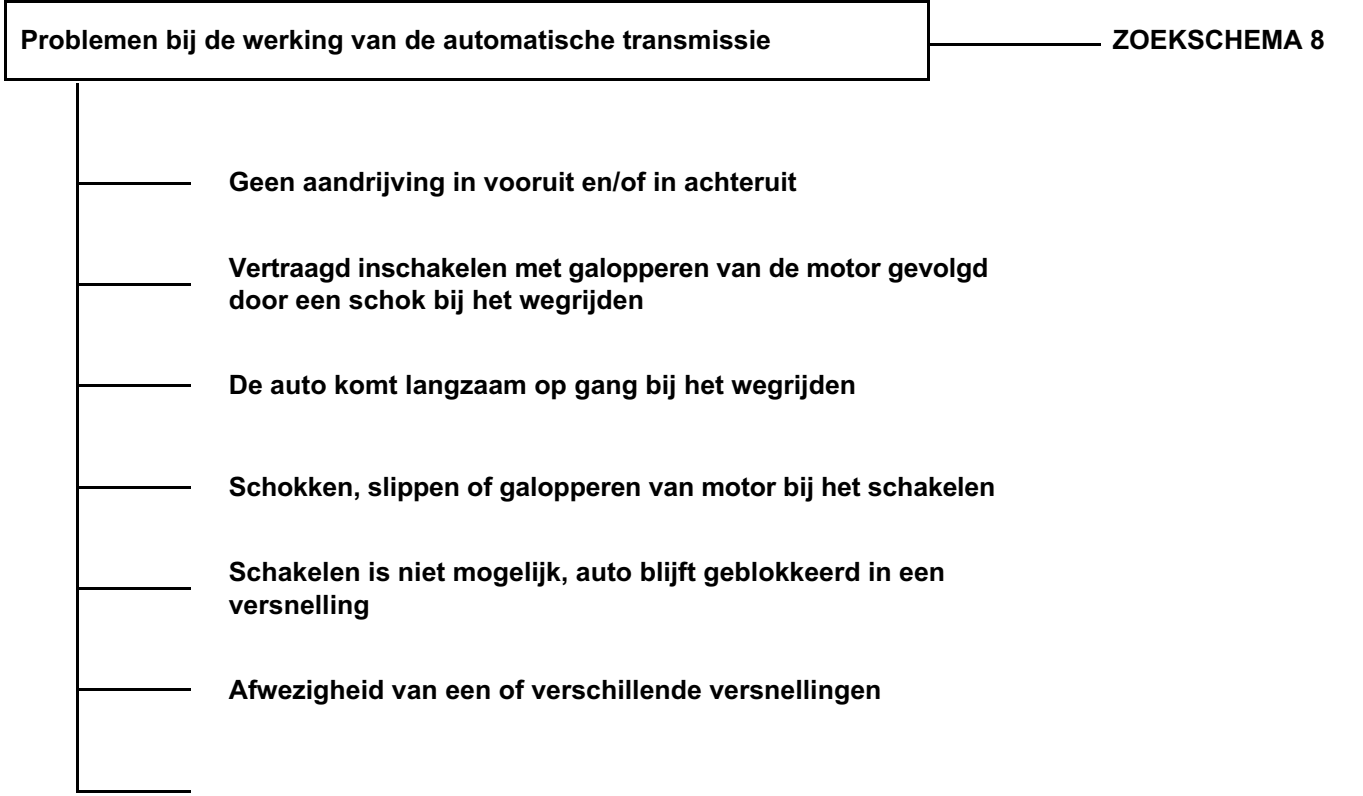 Problemen bij de werking van de automatische transmissie
ZOEKSCHEMA 8
Geen aandrijving in vooruit en/of in achteruit
Vertraagd inschakelen met galopperen van de motor gevolgd
door een schok bij het wegrijden
De auto komt langzaam op gang bij het wegrijden
Schokken, slippen of galopperen van motor bij het schakelen
Schakelen is niet mogelijk, auto blijft geblokkeerd in een
versnelling
Afwezigheid van een of verschillende versnellingen